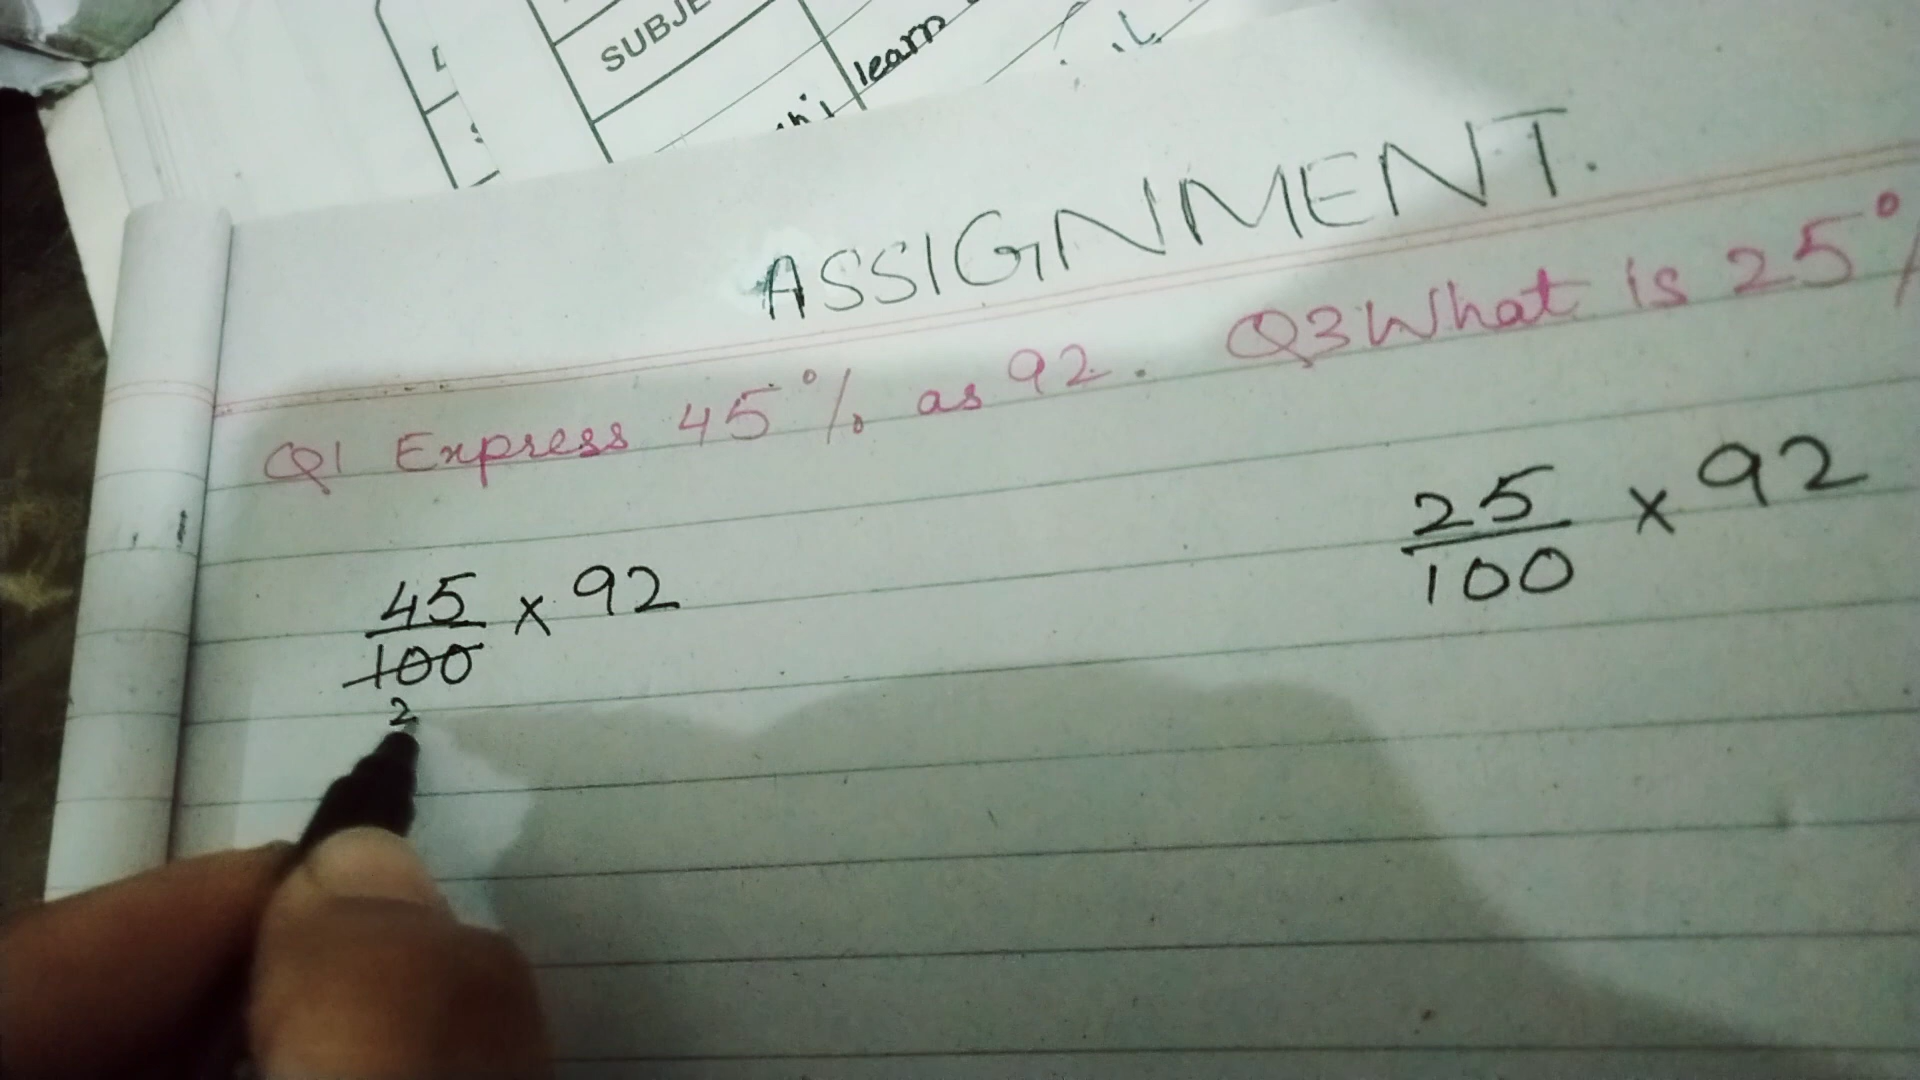 SUBJE
learn
ASSIGNMENT.
Q1 Express 45% as 92. Q3 What is 25%
45/100 × 92
2
25/100 × 92